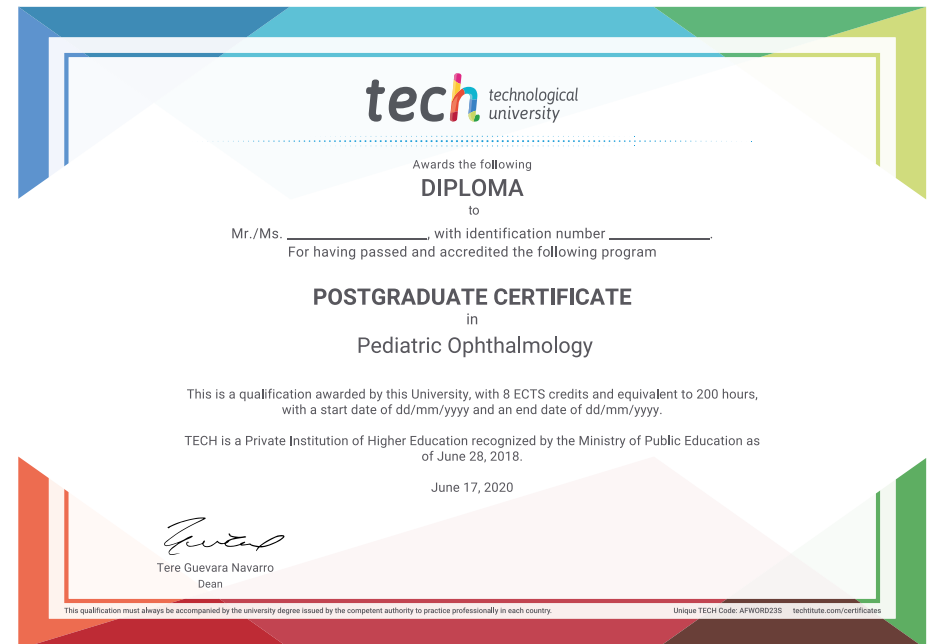 tech technological
university
Awards the following
DIPLOMA
to
Mr./Ms. ____________________, with identification number ______________.
For having passed and accredited the following program
POSTGRADUATE CERTIFICATE
in
Pediatric Ophthalmology
This is a qualification awarded by this University, with 8 ECTS credits and equivalent to 200 hours,
with a start date of dd/mm/yyyy and an end date of dd/mm/yyyy.
TECH is a Private Institution of Higher Education recognized by the Ministry of Public Education as
of June 28, 2018.
June 17, 2020
Tere Guevara Navarro
Dean
This qualification must always be accompanied by the university degree issued by the competent authority to practice professionally in each country. Unique TECH Code: AFWORD23S techtitute.com/certificates